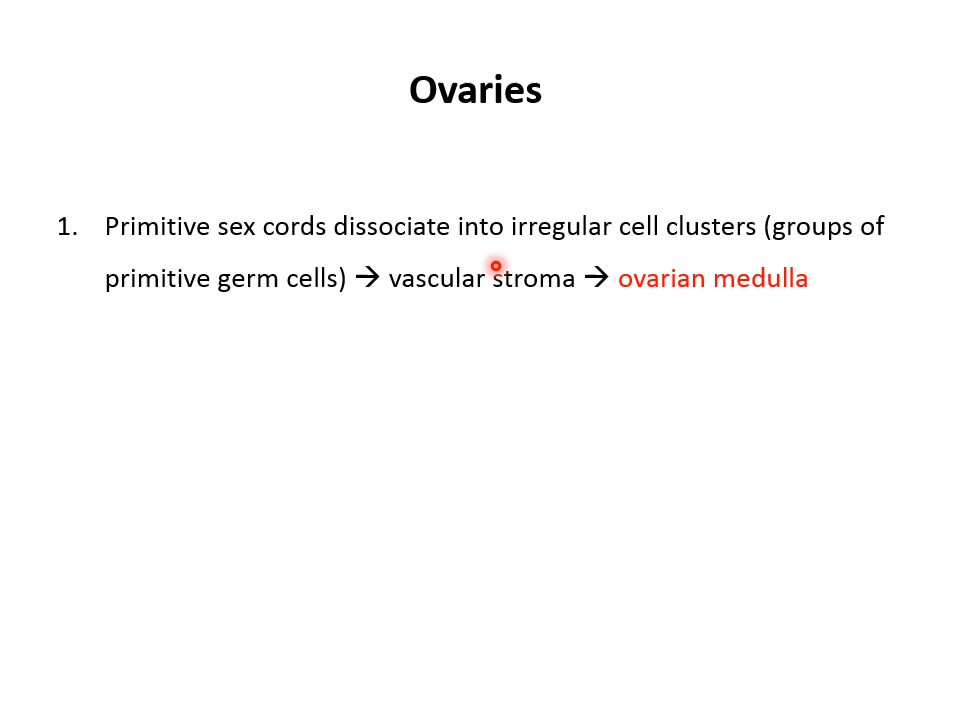 Ovaries
1. Primitive sex cords dissociate into irregular cell clusters (groups of
primitive germ cells) → vascular stroma → ovarian medulla